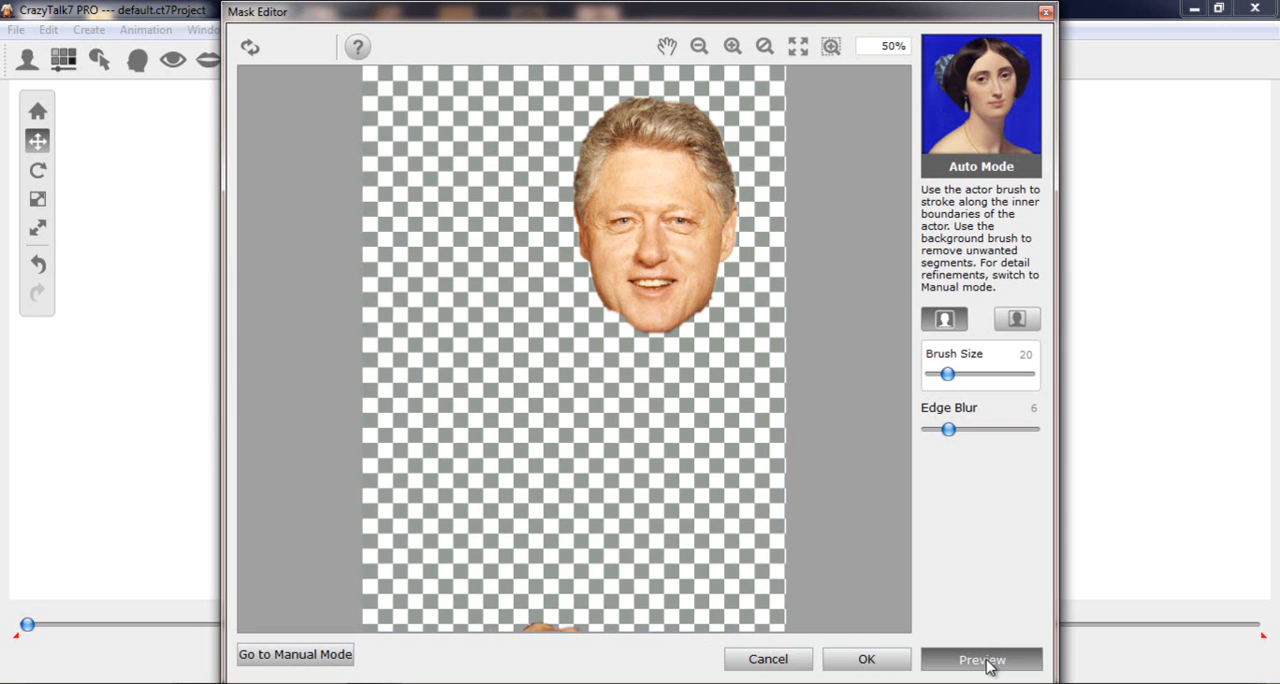 CrazyTalk7 PRO --- default.ct7Project
Mask Editor
File Edit Create Animation Windo
?
50%
Auto Mode
Use the actor brush to
stroke along the inner
boundaries of the
actor. Use the
background brush to
remove unwanted
segments. For detail
refinements, switch to
Manual mode.
Brush Size 20
Edge Blur 6
Go to Manual Mode
Cancel
OK
Preview